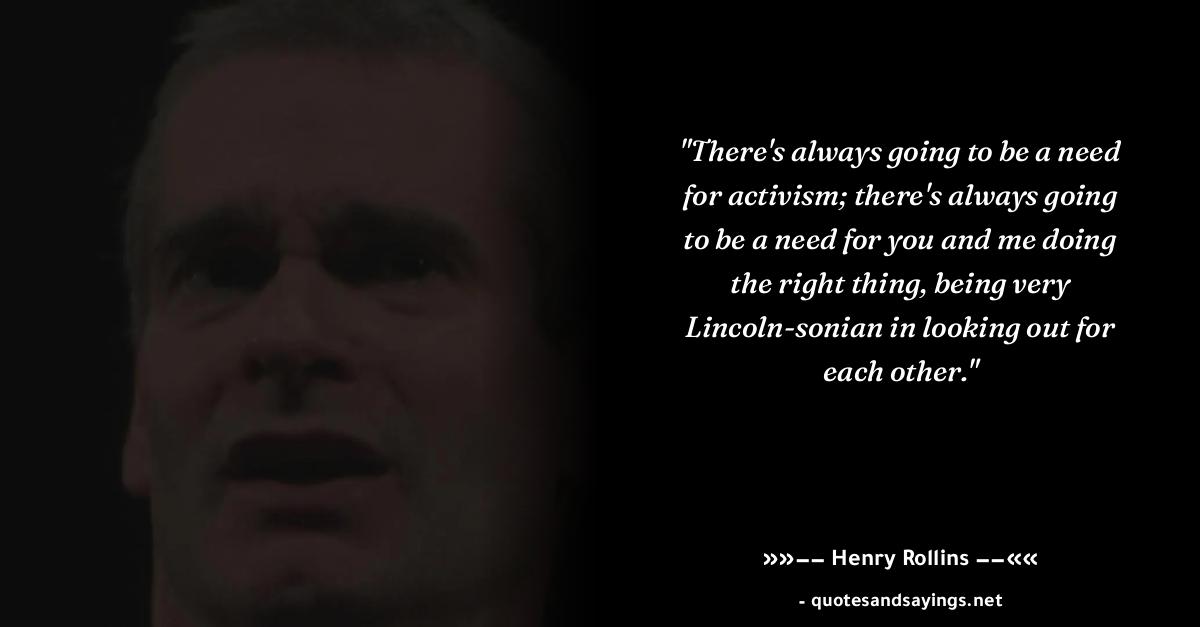 "There's always going to be a need
for activism; there's always going
to be a need for you and me doing
the right thing, being very
Lincoln-sonian in looking out for
each other."
»»–– Henry Rollins ––««
- quotesandsayings.net